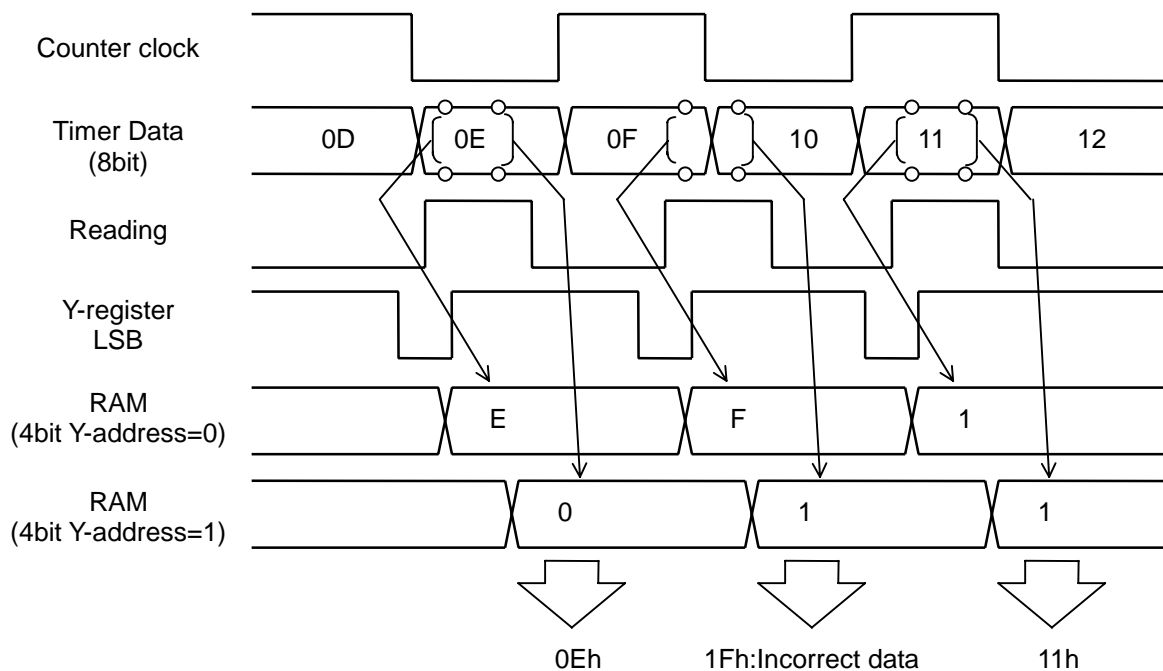 Counter clock
Timer Data
(8bit)
0D
0E
0F
10
11
12
Reading
Y-register
LSB
RAM
(4bit Y-address=0)
E
F
1
RAM
(4bit Y-address=1)
0
1
1
0Eh
1Fh:Incorrect data
11h